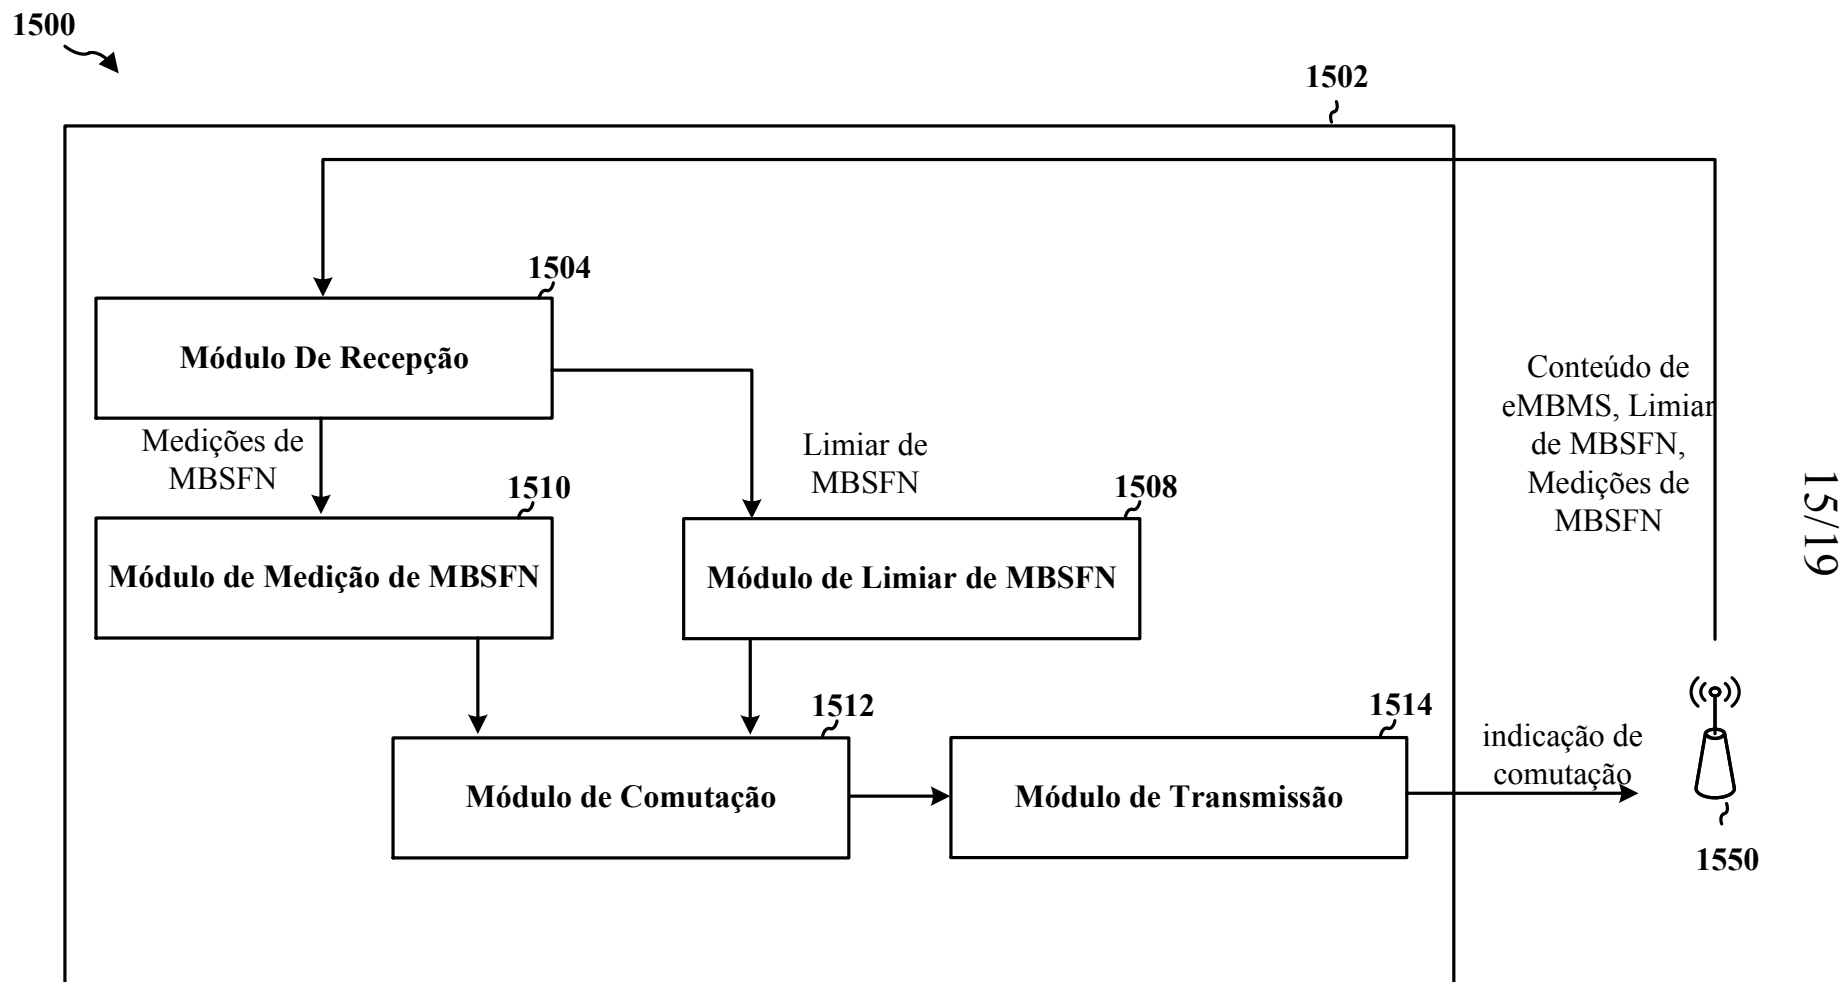 1500
1502
1504
Módulo De Recepção
Medições de
MBSFN
Limiar de
MBSFN
Conteúdo de
eMBMS, Limiar
de MBSFN,
Medições de
MBSFN
15/19
1510
1508
Módulo de Medição de MBSFN
Módulo de Limiar de MBSFN
1512
1514
Módulo de Comutação
Módulo de Transmissão
indicação de
comutação
1550